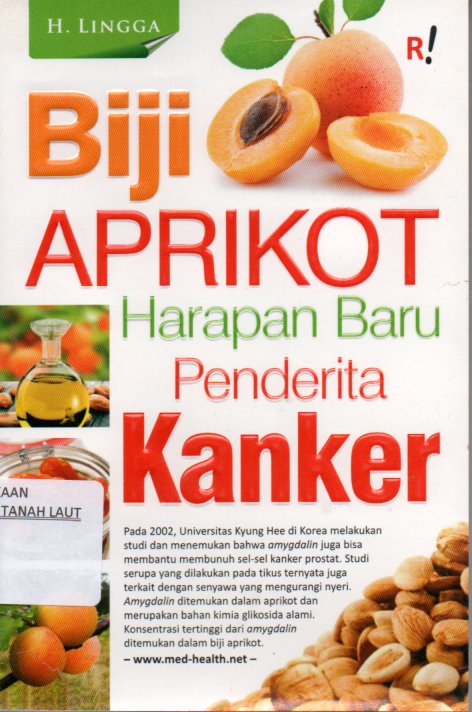 H. LINGGA
R!
Biji
APRIKOT
Harapan Baru
Penderita
Kanker
TANAH LAUT
Pada 2002, Universitas Kyung Hee di Korea melakukan
studi dan menemukan bahwa amygdalin juga bisa
membantu membunuh sel-sel kanker prostat. Studi
serupa yang dilakukan pada tikus ternyata juga
terkait dengan senyawa yang mengurangi nyeri.
Amygdalin ditemukan dalam aprikot dan
merupakan bahan kimia glikosida alami.
Konsentrasi tertinggi dari amygdalin
ditemukan dalam biji aprikot.
– www.med-health.net –